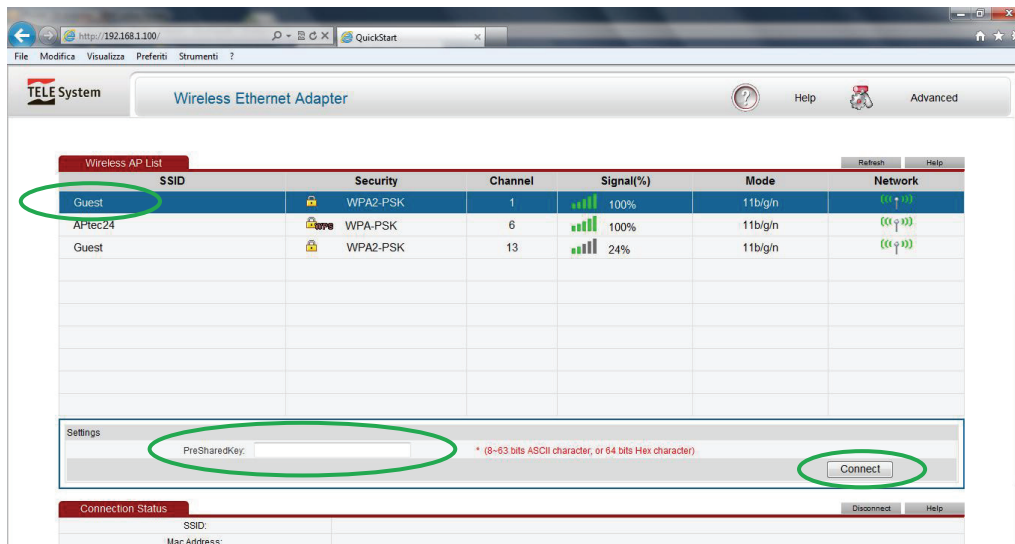 http://192.168.1.100/ QuickStart
File Modifica Visualizza Preferiti Strumenti ?
TELE System Wireless Ethernet Adapter ? Help Advanced
Wireless AP List Refresh Help
SSID Security Channel Signal(%) Mode Network
Guest WPA2-PSK 1 100% 11b/g/n
APtec24 WPS WPA-PSK 6 100% 11b/g/n
Guest WPA2-PSK 13 24% 11b/g/n
Settings
PreSharedKey: * (8~63 bits ASCII character, or 64 bits Hex character)
Connect
Connection Status Disconnect Help
SSID:
Mac Address: